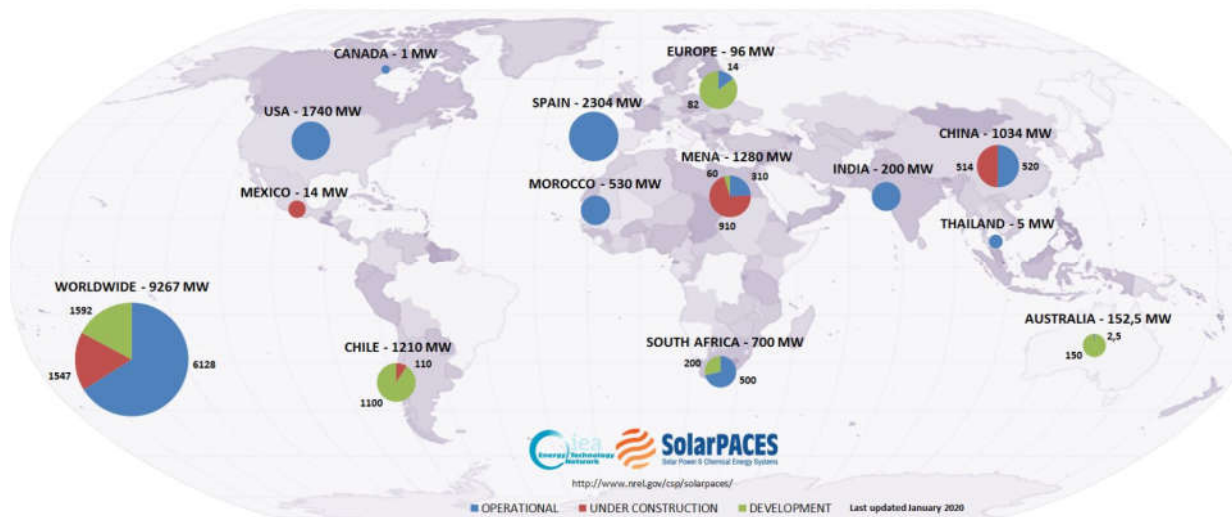 CANADA - 1 MW
EUROPE - 96 MW
14
82
USA - 1740 MW
SPAIN - 2304 MW
CHINA - 1034 MW
514
520
MENA - 1280 MW
60
310
910
INDIA - 200 MW
MEXICO - 14 MW
MOROCCO - 530 MW
THAILAND - 5 MW
WORLDWIDE - 9267 MW
1592
1547
6128
AUSTRALIA - 152,5 MW
2,5
150
CHILE - 1210 MW
110
1100
SOUTH AFRICA - 700 MW
200
500
iea
Energy Technology
Network
SolarPACES
Solar Power & Chemical Energy Systems
http://www.nrel.gov/csp/solarpaces/
OPERATIONAL UNDER CONSTRUCTION DEVELOPMENT Last updated January 2020